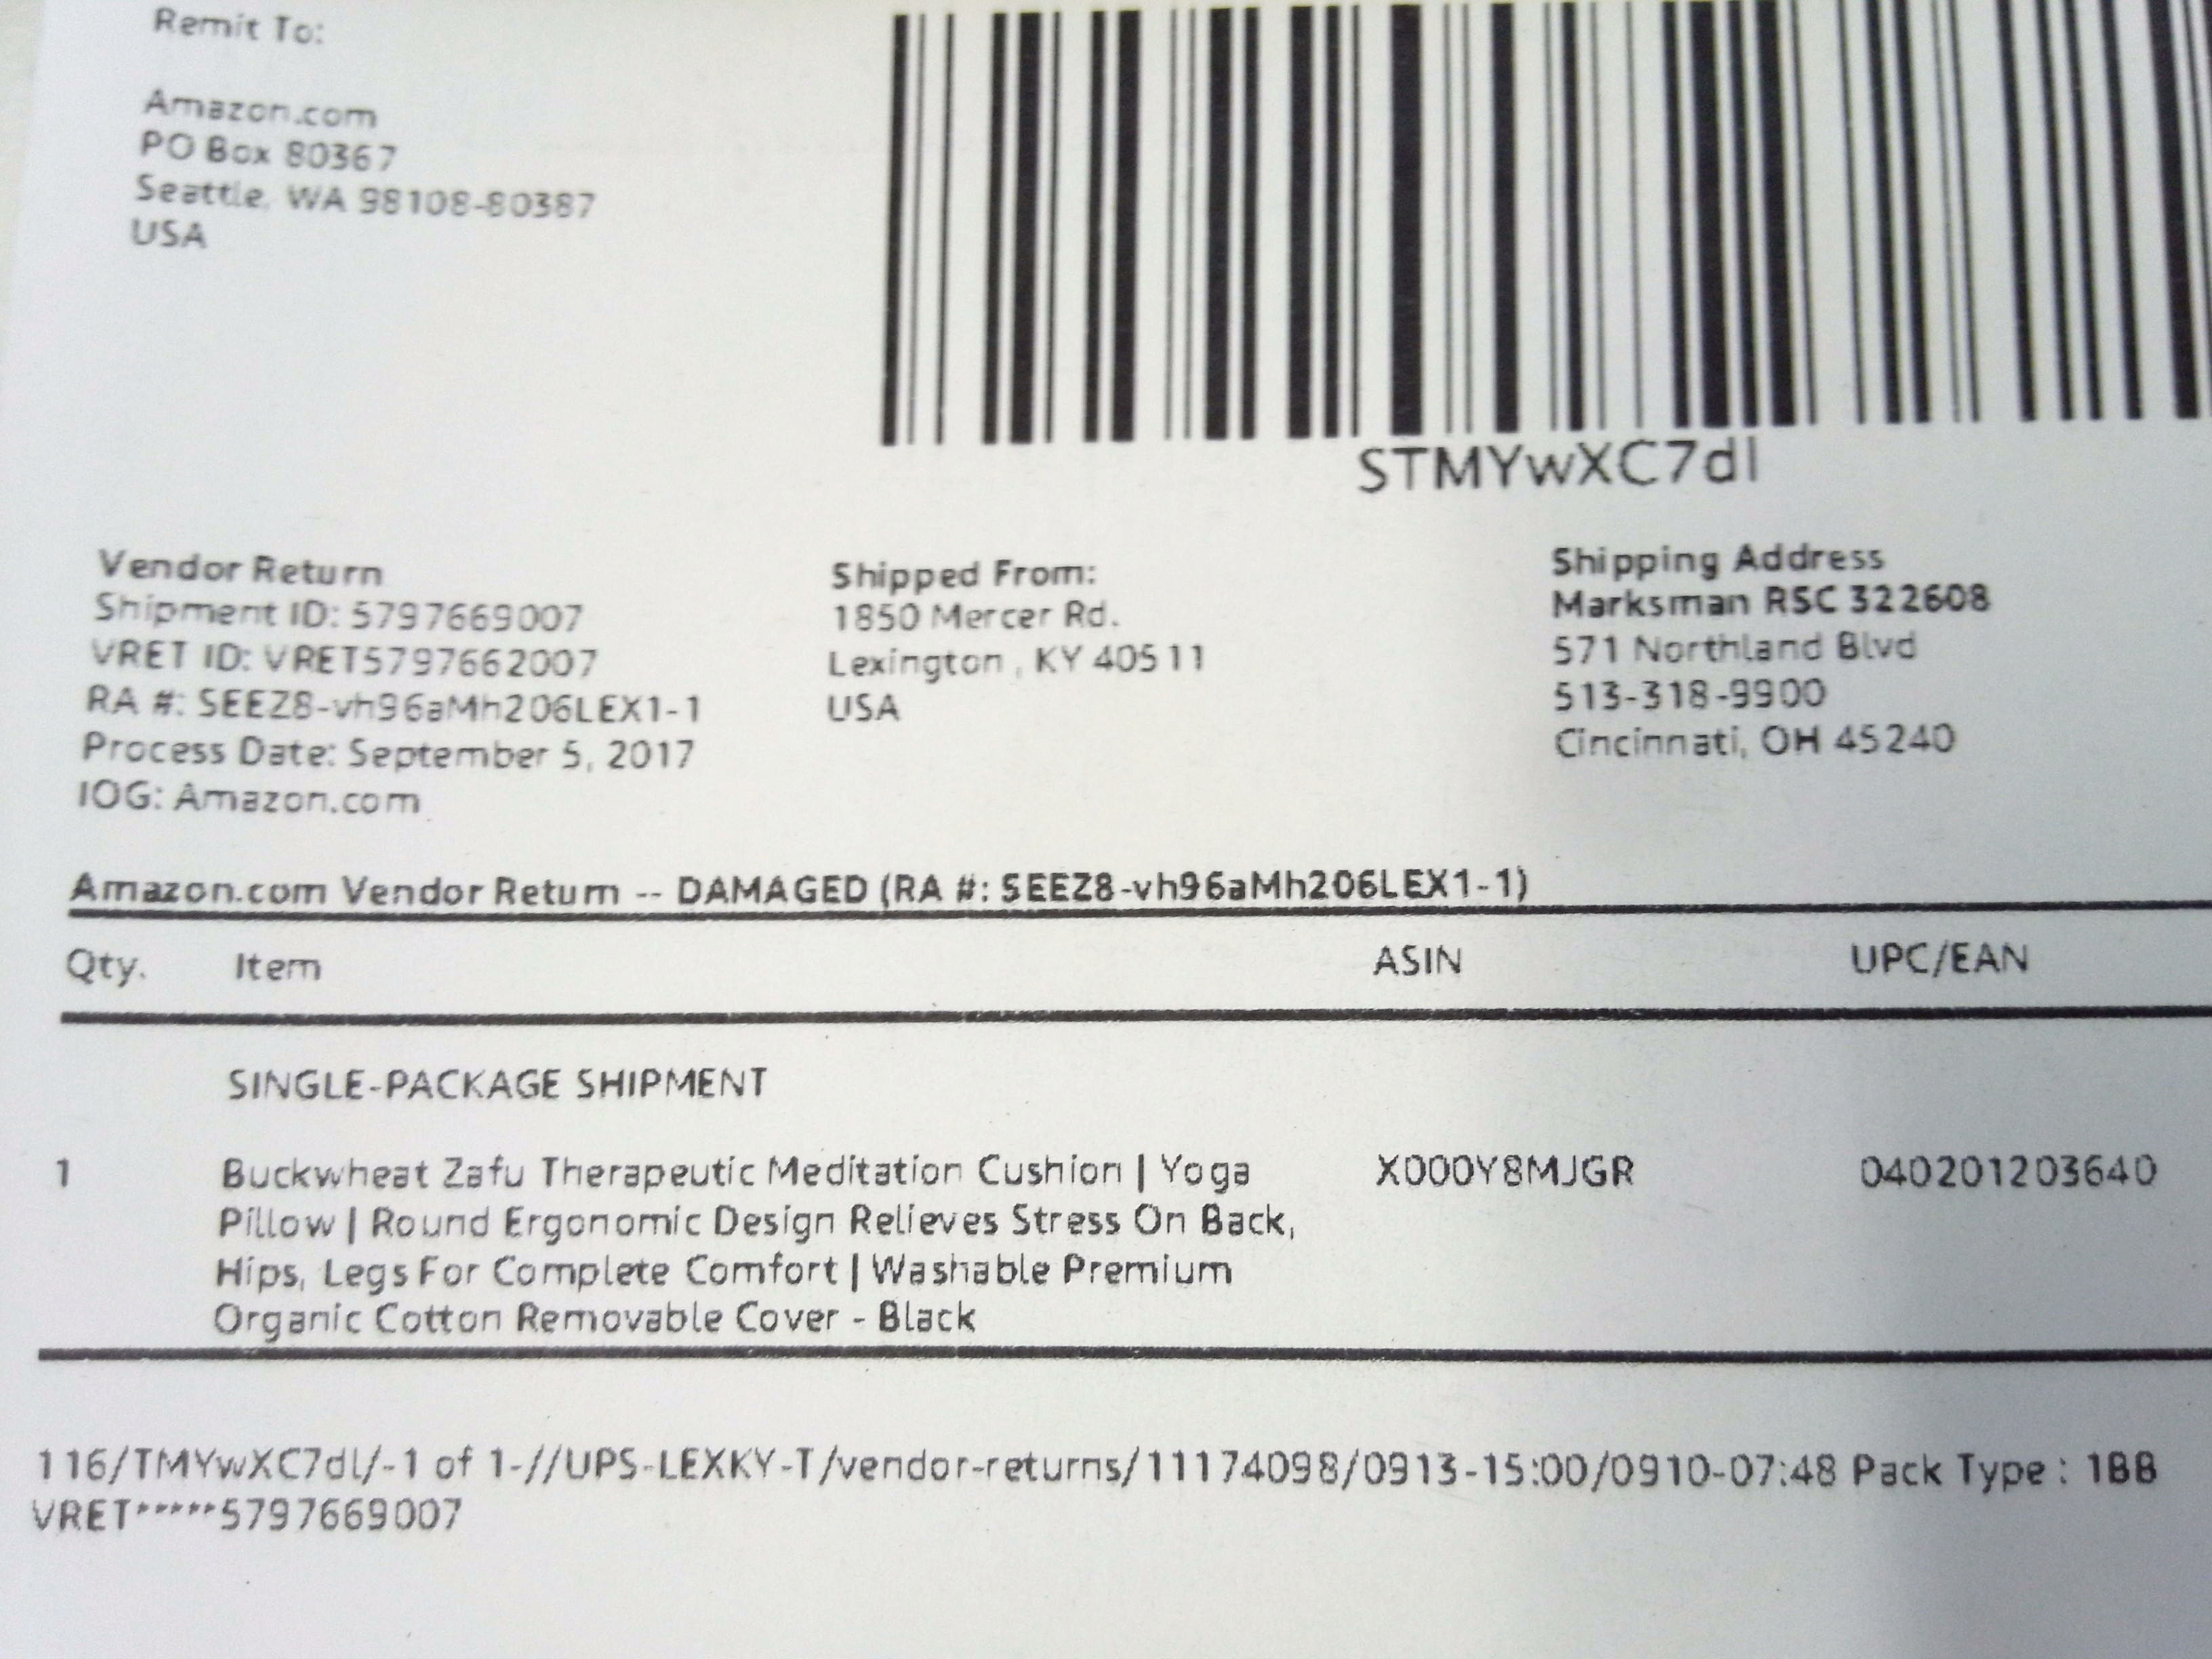 Remit To:
Amazon.com
PO Box 80367
Seattle, WA 98108-80387
USA
STMYwXC7dl
Vendor Return
Shipment ID: 5797669007
VRET ID: VRET5797662007
RA #: SEEZ8-vh96aMh206LEX1-1
Process Date: September 5, 2017
IOG: Amazon.com
Shipped From:
1850 Mercer Rd.
Lexington , KY 40511
USA
Shipping Address
Marksman RSC 322608
571 Northland Blvd
513-318-9900
Cincinnati, OH 45240
Amazon.com Vendor Return -- DAMAGED (RA #: SEEZ8-vh96aMh206LEX1-1)
Qty. Item ASIN UPC/EAN
SINGLE-PACKAGE SHIPMENT
1 Buckwheat Zafu Therapeutic Meditation Cushion | Yoga X000Y8MJGR 040201203640
Pillow | Round Ergonomic Design Relieves Stress On Back,
Hips, Legs For Complete Comfort | Washable Premium
Organic Cotton Removable Cover - Black
116/TMYwXC7dl/-1 of 1-//UPS-LEXKY-T/vendor-returns/11174098/0913-15:00/0910-07:48 Pack Type : 1BB
VRET*****5797669007